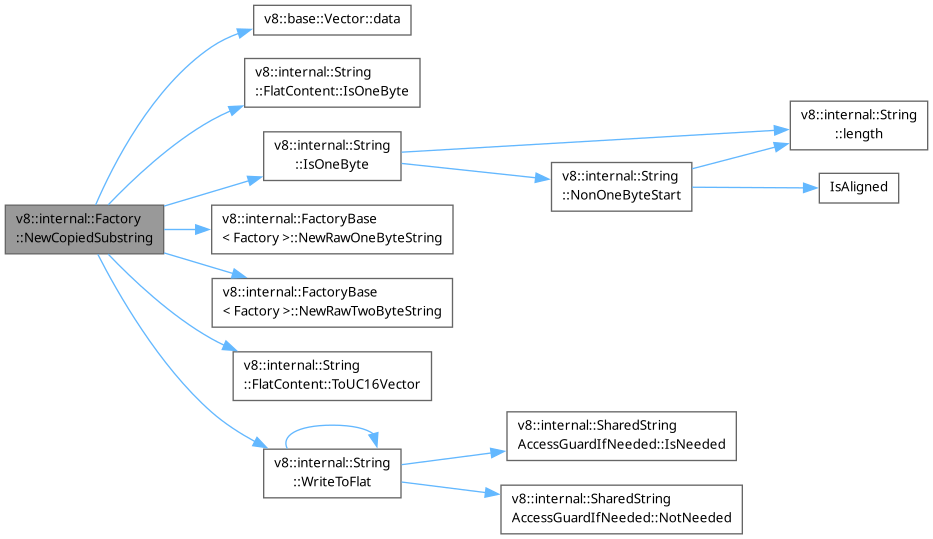 v8::base::Vector::data
v8::internal::String
::FlatContent::IsOneByte
v8::internal::String
::length
v8::internal::String
::IsOneByte
v8::internal::String
::NonOneByteStart
IsAligned
v8::internal::Factory
::NewCopiedSubstring
v8::internal::FactoryBase
< Factory >::NewRawOneByteString
v8::internal::FactoryBase
< Factory >::NewRawTwoByteString
v8::internal::String
::FlatContent::ToUC16Vector
v8::internal::String
::WriteToFlat
v8::internal::SharedString
AccessGuardIfNeeded::IsNeeded
v8::internal::SharedString
AccessGuardIfNeeded::NotNeeded